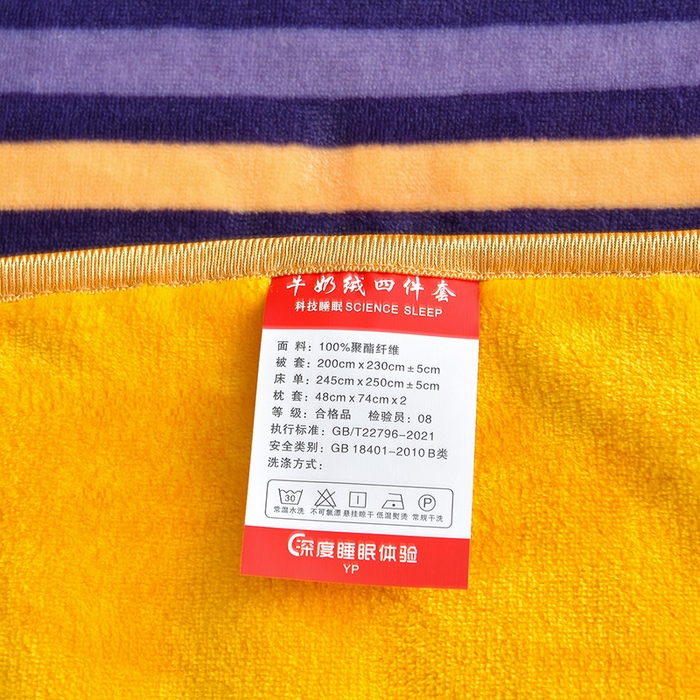 牛奶绒四件套
科技睡眠 SCIENCE SLEEP
面 料：100%聚酯纤维
被 套：200cm x 230cm ± 5cm
床 单：245cm x 250cm ± 5cm
枕 套：48cm x 74cm x 2
等 级：合格品 检验员：08
执行标准：GB/T22796-2021
安全类别：GB 18401-2010 B类
洗涤方式：
30 P
常温水洗 不可氯漂 悬挂晾干 低温熨烫 常规干洗
深度睡眠体验
YP